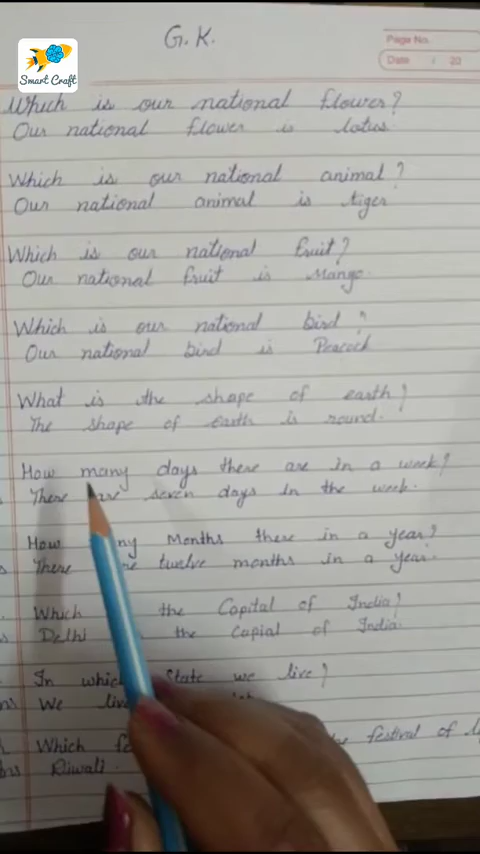 G.K.
Page No.
Date : 20
Smart Craft
Which is our national flower?
Our national flower is lotus.
Which is our national animal?
Our national animal is tiger
Which is our national fruit?
Our national fruit is Mango.
Which is our national bird?
Our national bird is Peacock
What is the shape of earth?
The shape of earth is round.
How many days there are in a week?
There are seven days in the week.
How Months there in a year?
There twelve months in a year.
Which the Capital of India?
Delhi the Capial of India.
In which State we live?
We live
Which the festival of
Diwali.